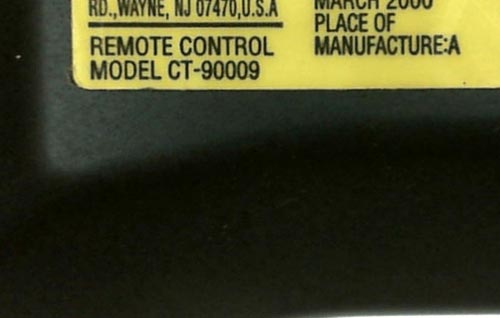 RD.,WAYNE, NJ 07470,U.S.A
REMOTE CONTROL
MODEL CT-90009
MARCH 2000
PLACE OF
MANUFACTURE:A